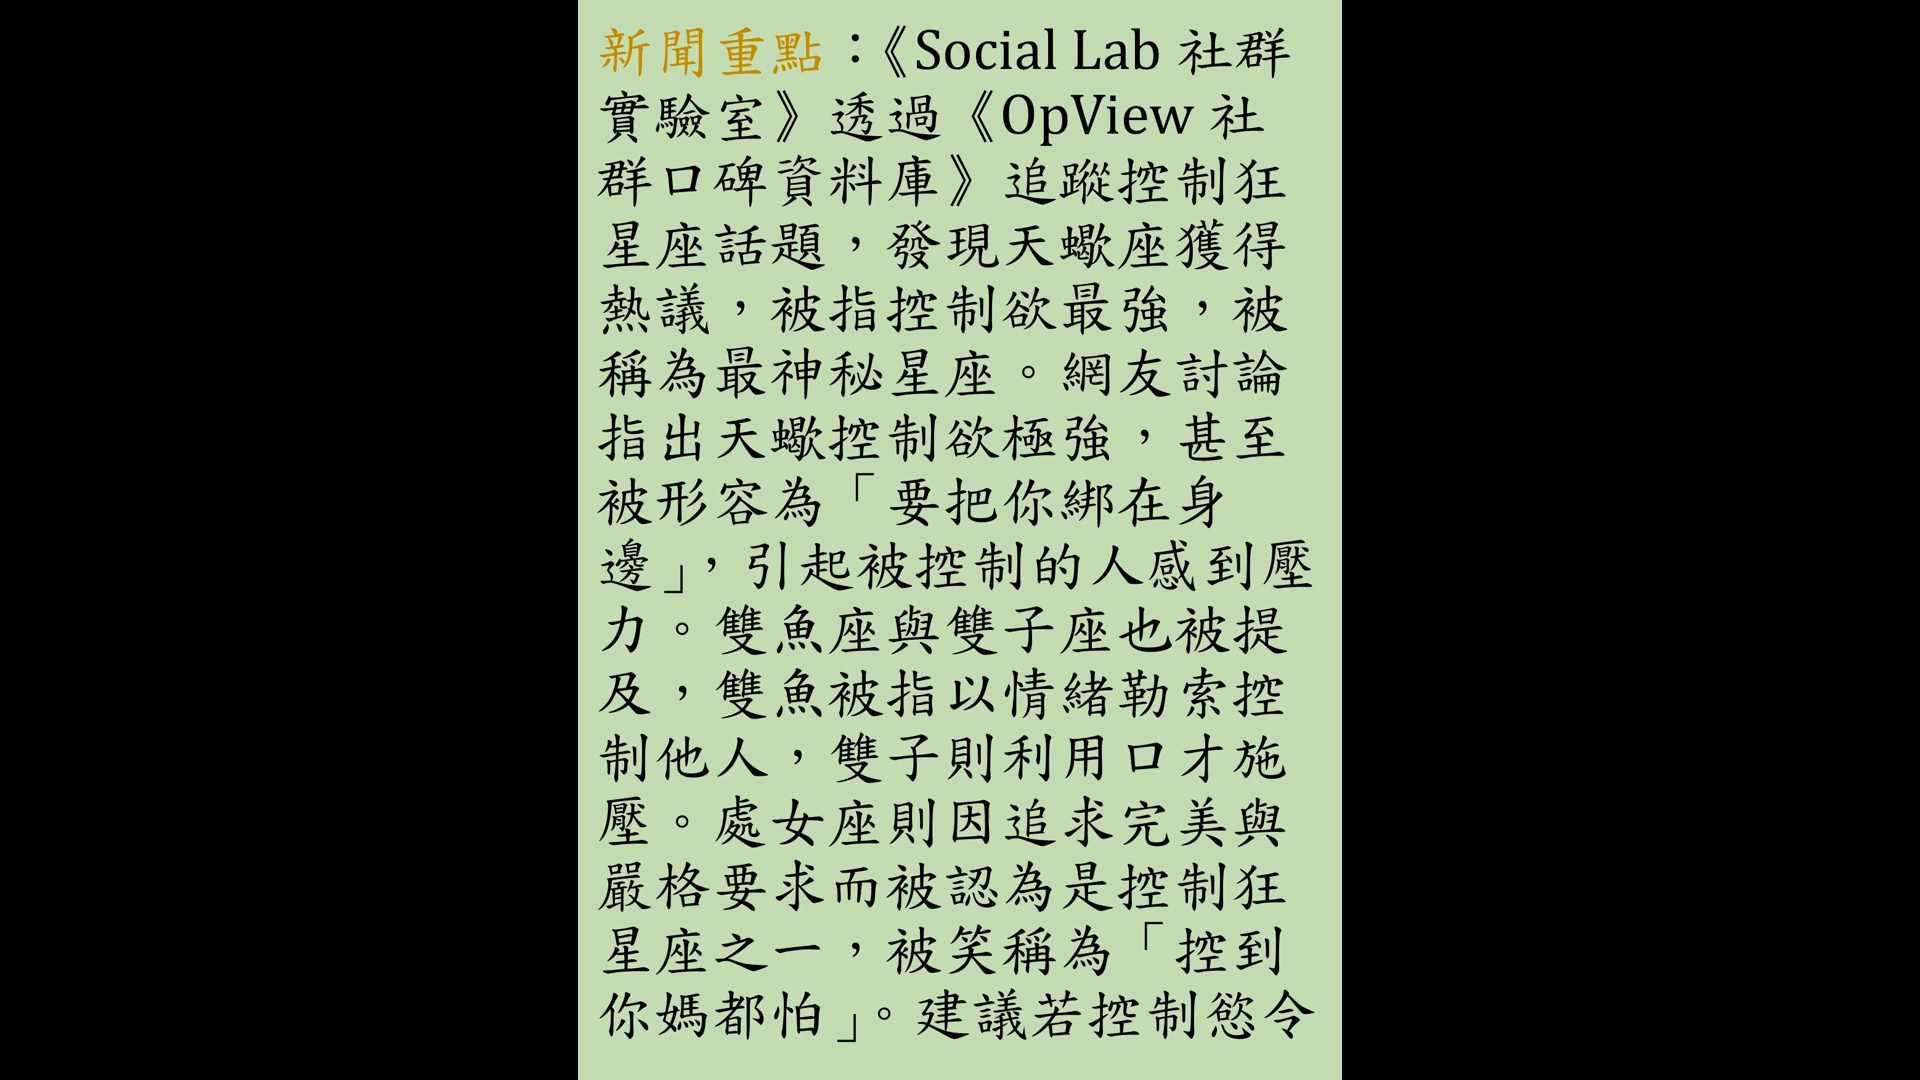 新聞重點：《Social Lab 社群
實驗室》透過《OpView 社
群口碑資料庫》追蹤控制狂
星座話題，發現天蠍座獲得
熱議，被指控制欲最強，被
稱為最神秘星座。網友討論
指出天蠍控制欲極強，甚至
被形容為「要把你綁在身
邊」，引起被控制的人感到壓
力。雙魚座與雙子座也被提
及，雙魚被指以情緒勒索控
制他人，雙子則利用口才施
壓。處女座則因追求完美與
嚴格要求而被認為是控制狂
星座之一，被笑稱為「控到
你媽都怕」。建議若控制慾令